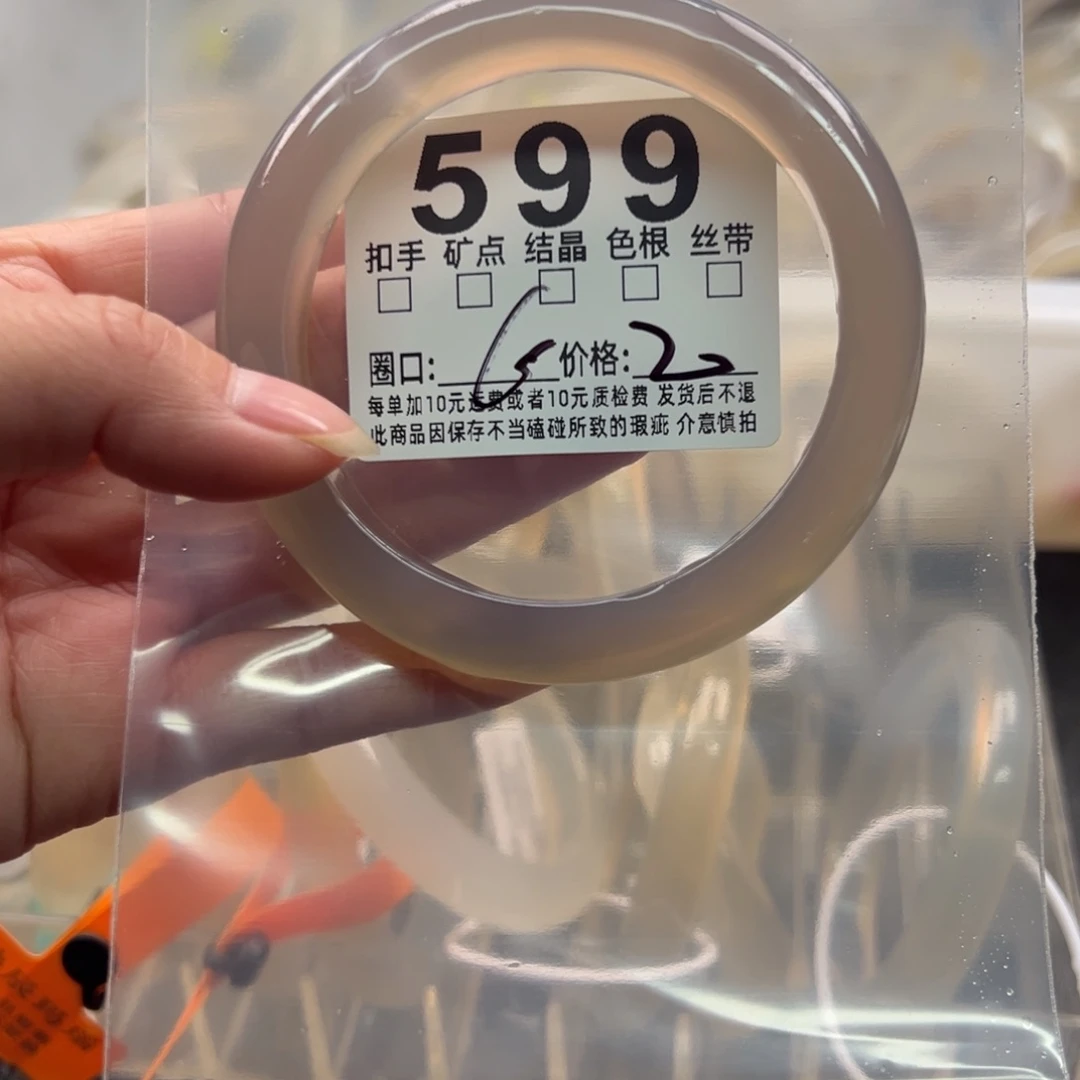 599
扣手 矿点 结晶 色根 丝带
圈口: 价格:
每单加10元运费或者10元质检费 发货后不退
此商品因保存不当磕碰所致的瑕疵 介意慎拍